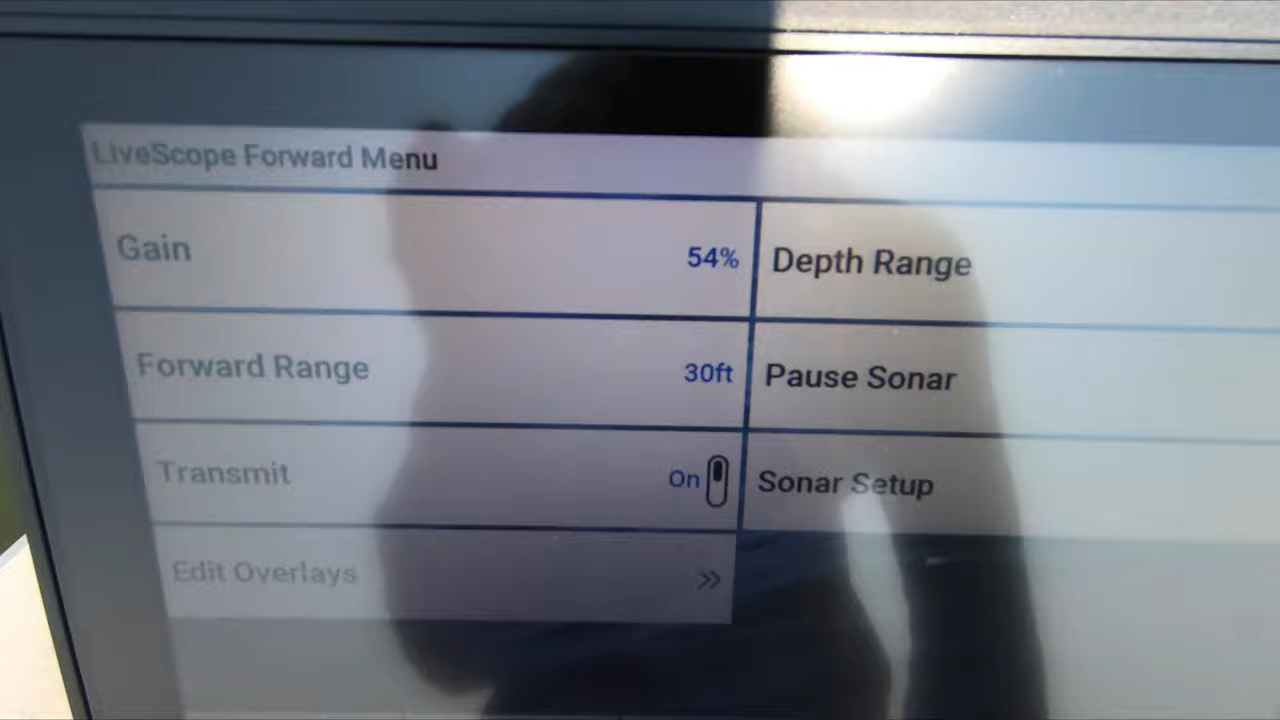 LiveScope Forward Menu
Gain 54% Depth Range
Forward Range 30ft Pause Sonar
Transmit On Sonar Setup
Edit Overlays »